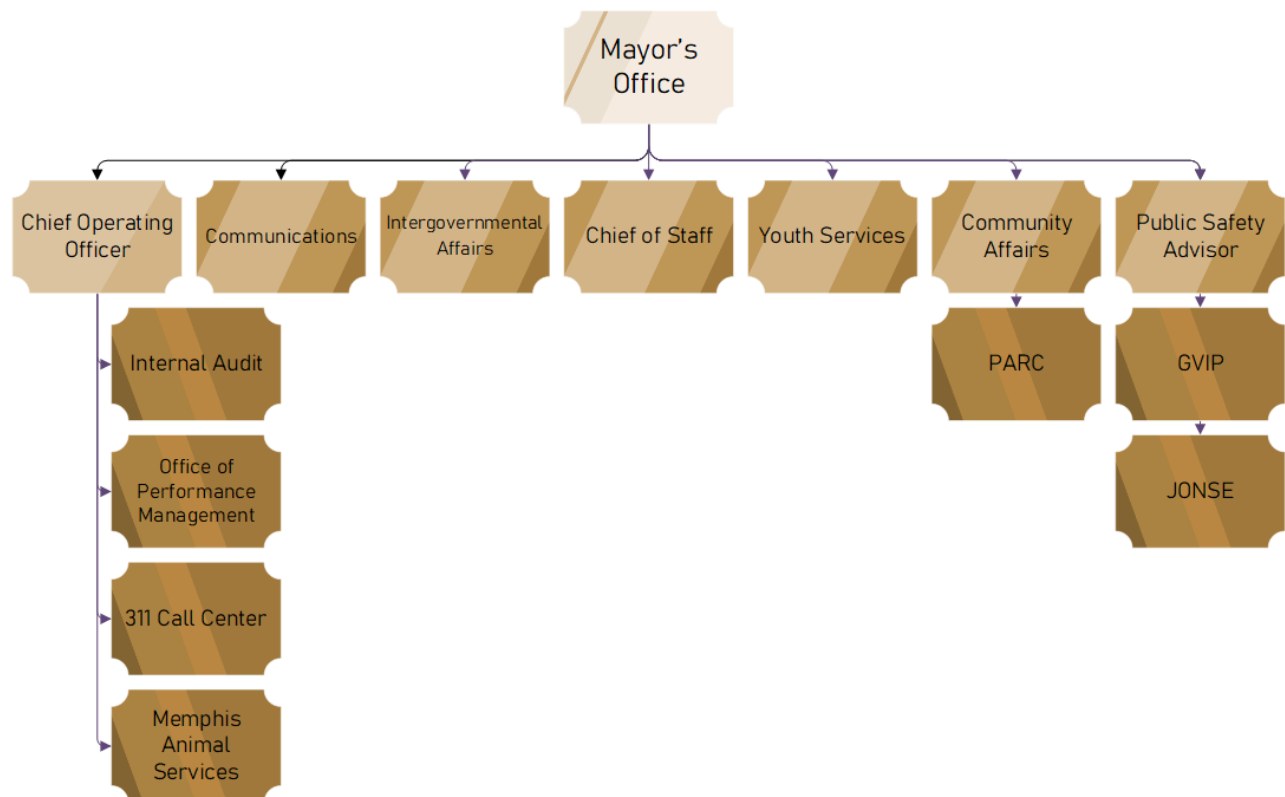 Mayor's
Office
Chief Operating
Officer
Communications
Intergovernmental
Affairs
Chief of Staff
Youth Services
Community
Affairs
Public Safety
Advisor
Internal Audit
PARC
GVIP
Office of
Performance
Management
JONSE
311 Call Center
Memphis
Animal
Services